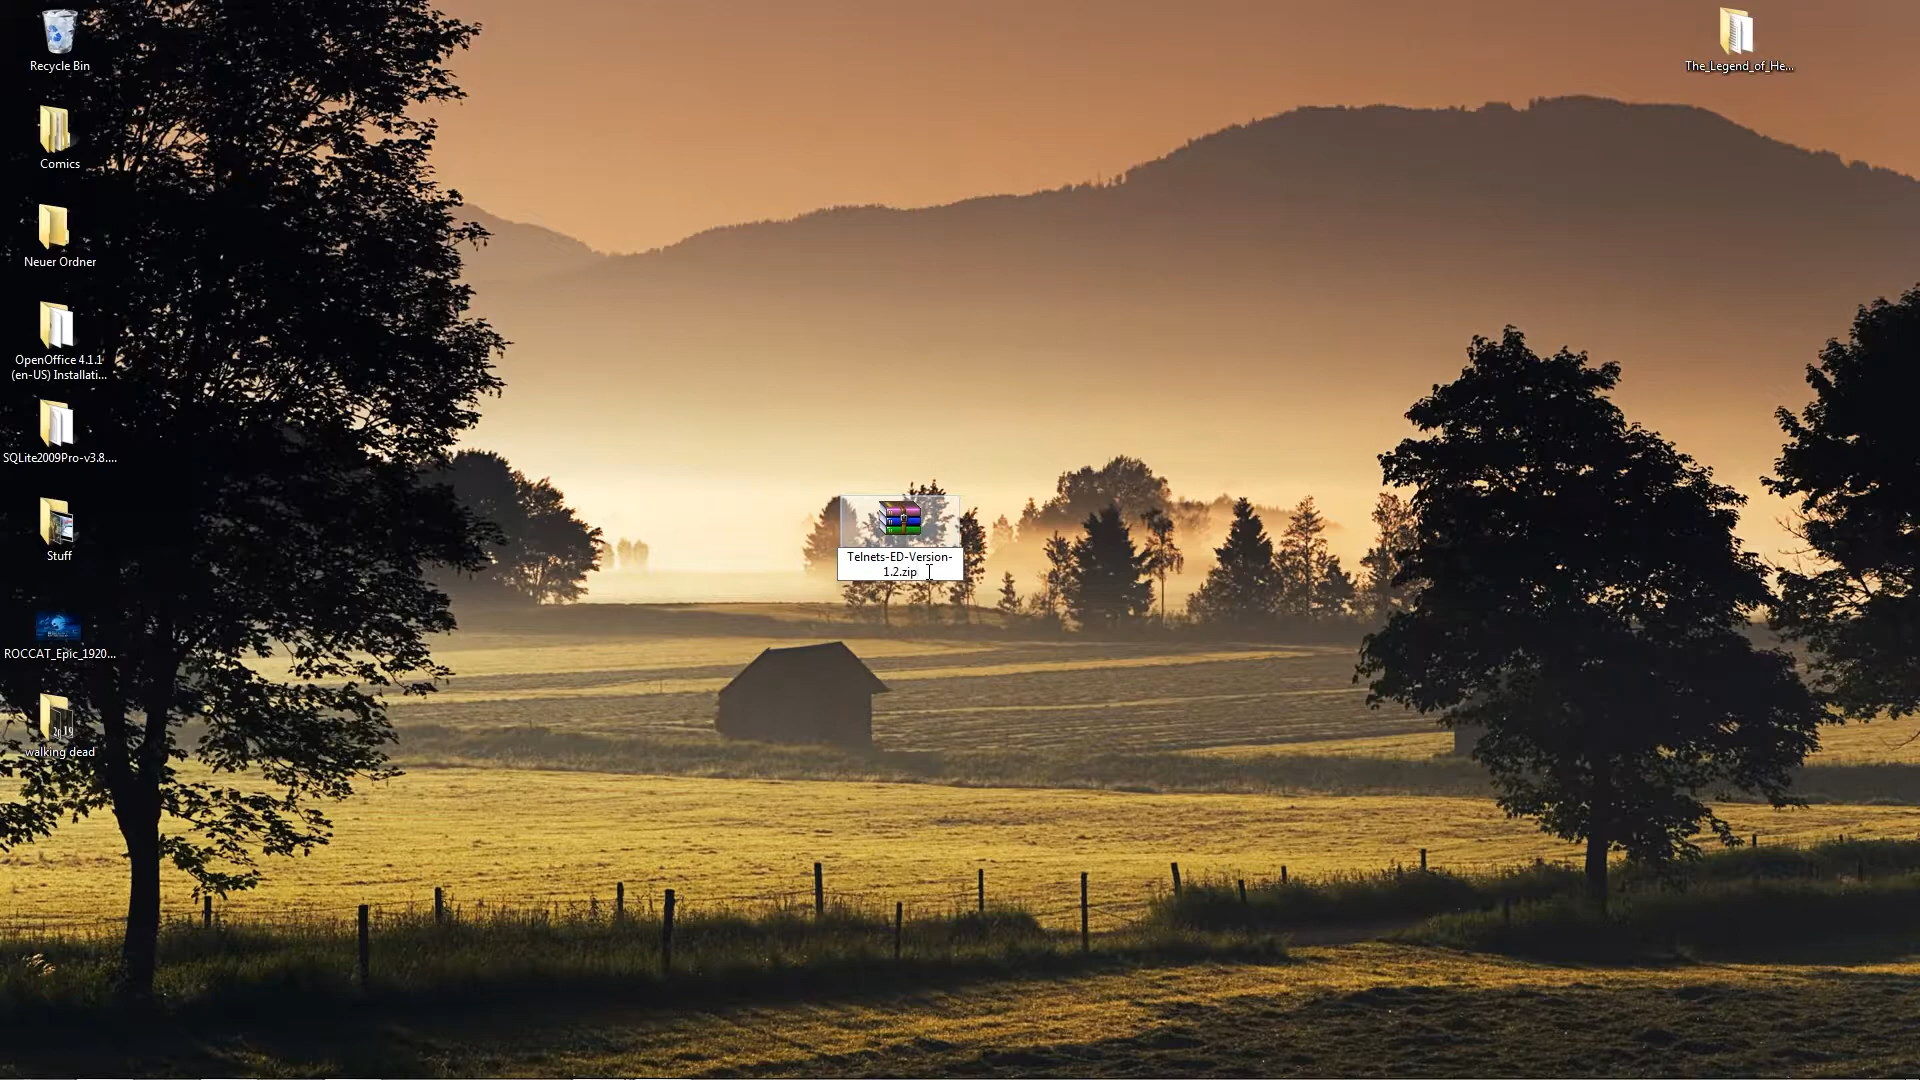 Recycle Bin
The_Legend_of_He...
Comics
Neuer Ordner
OpenOffice 4.1.1
(en-US) Installati...
SQLite2009Pro-v3.8....
Stuff
Telnets-ED-Version-
1.2.zip
ROCCAT_Epic_1920...
walking dead